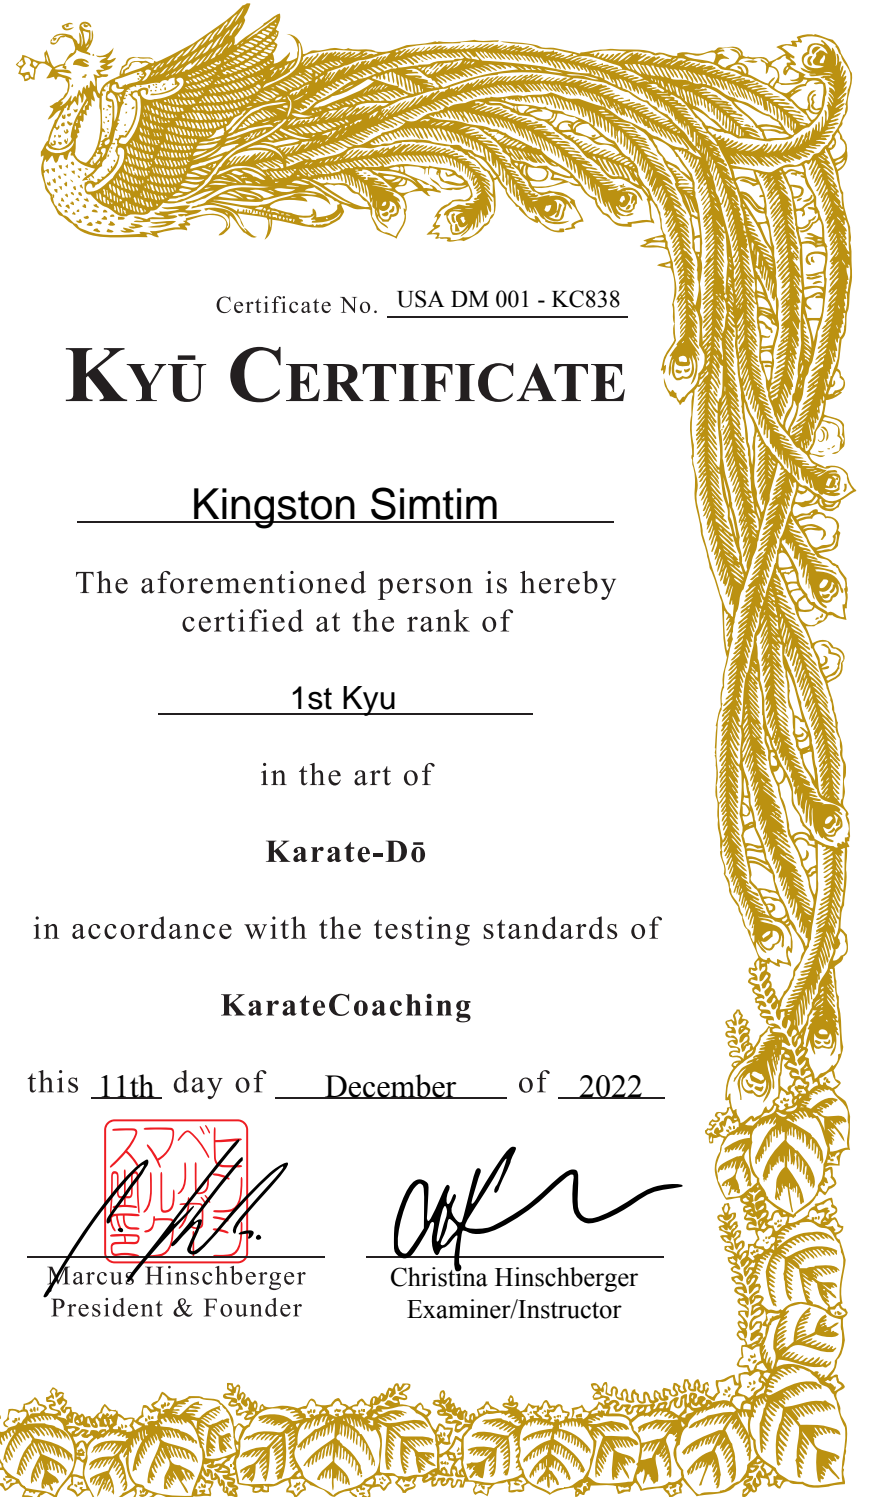 Certificate No. USA DM 001 - KC838
KYŪ CERTIFICATE
Kingston Simtim
The aforementioned person is hereby
certified at the rank of
1st Kyu
in the art of
Karate-Dō
in accordance with the testing standards of
KarateCoaching
this 11th day of December of 2022
Marcus Hinschberger
President & Founder
Christina Hinschberger
Examiner/Instructor